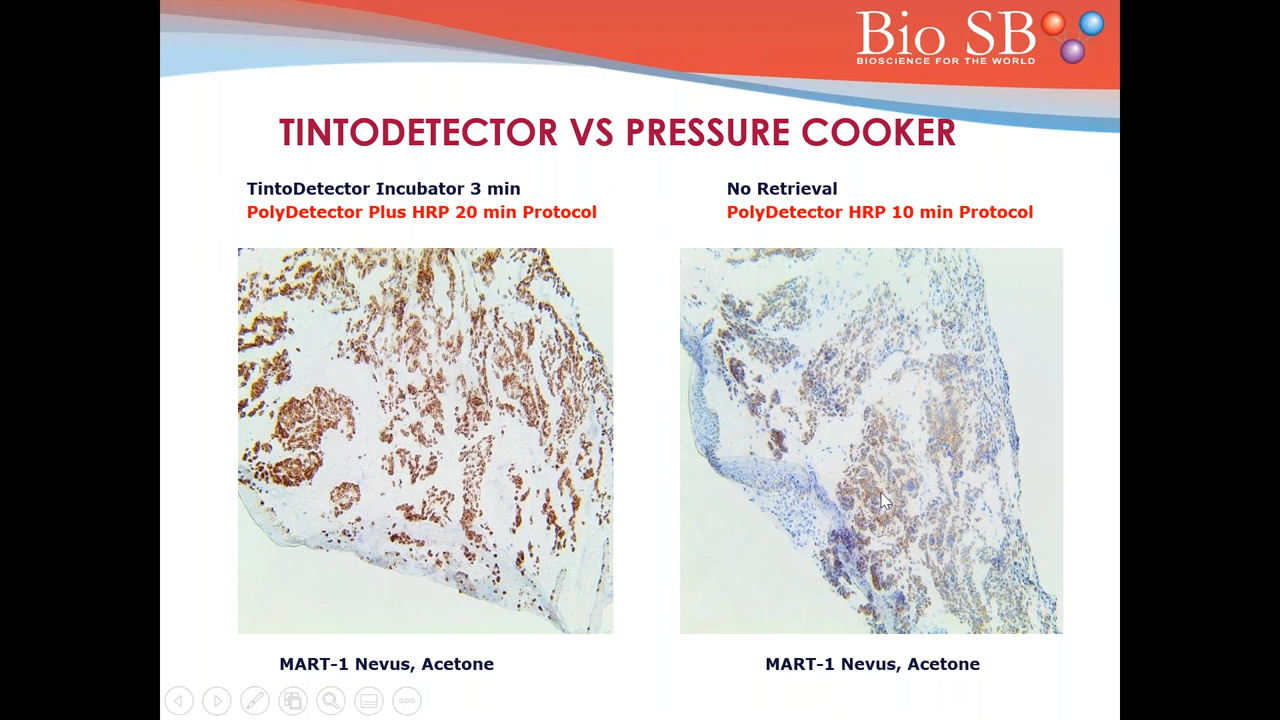 Bio SB
BIOSCIENCE FOR THE WORLD
TINTODETECTOR VS PRESSURE COOKER
TintoDetector Incubator 3 min
PolyDetector Plus HRP 20 min Protocol
No Retrieval
PolyDetector HRP 10 min Protocol
MART-1 Nevus, Acetone
MART-1 Nevus, Acetone